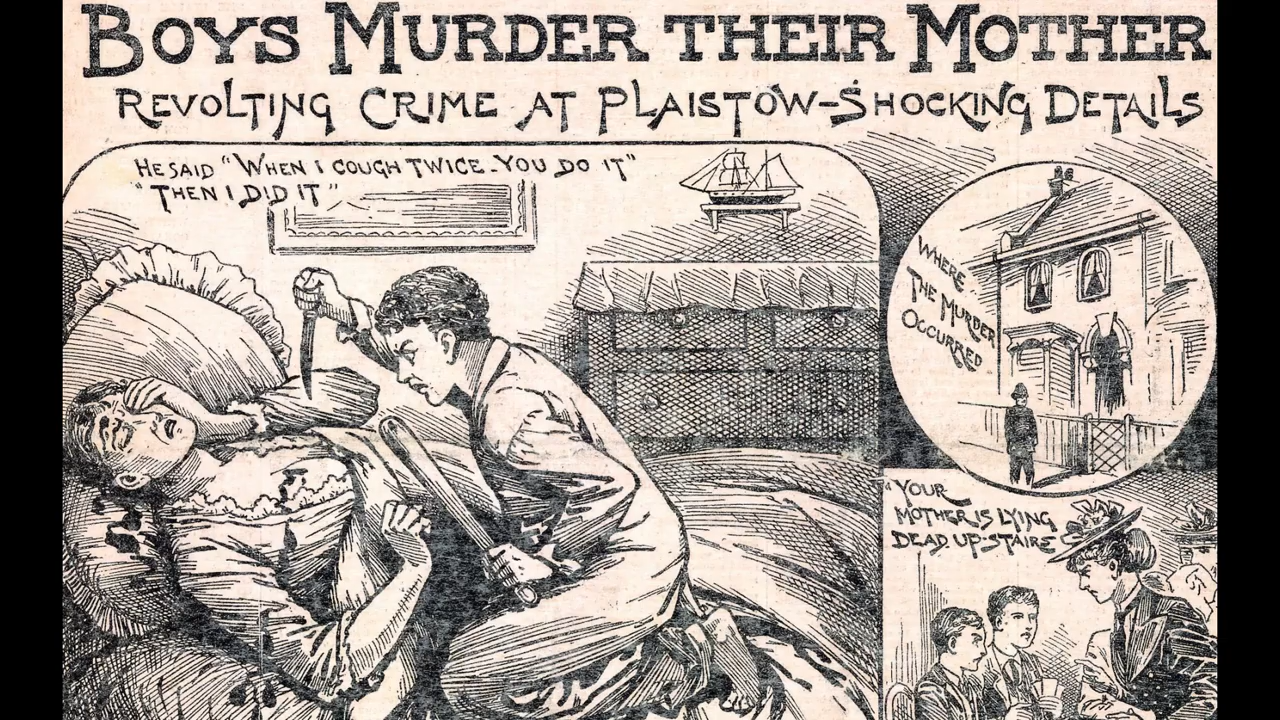 BOYS MURDER THEIR MOTHER
REVOLTING CRIME AT PLAISTOW-SHOCKING DETAILS
HE SAID "WHEN I COUGH TWICE-YOU DO IT"
"THEN I DID IT"
WHERE
THE MURDER
OCCURRED
"YOUR
MOTHER IS LYING
DEAD UP-STAIRE"